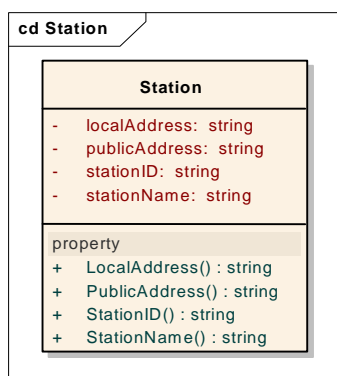 cd Station
Station
- localAddress: string
- publicAddress: string
- stationID: string
- stationName: string
property
+ LocalAddress() : string
+ PublicAddress() : string
+ StationID() : string
+ StationName() : string